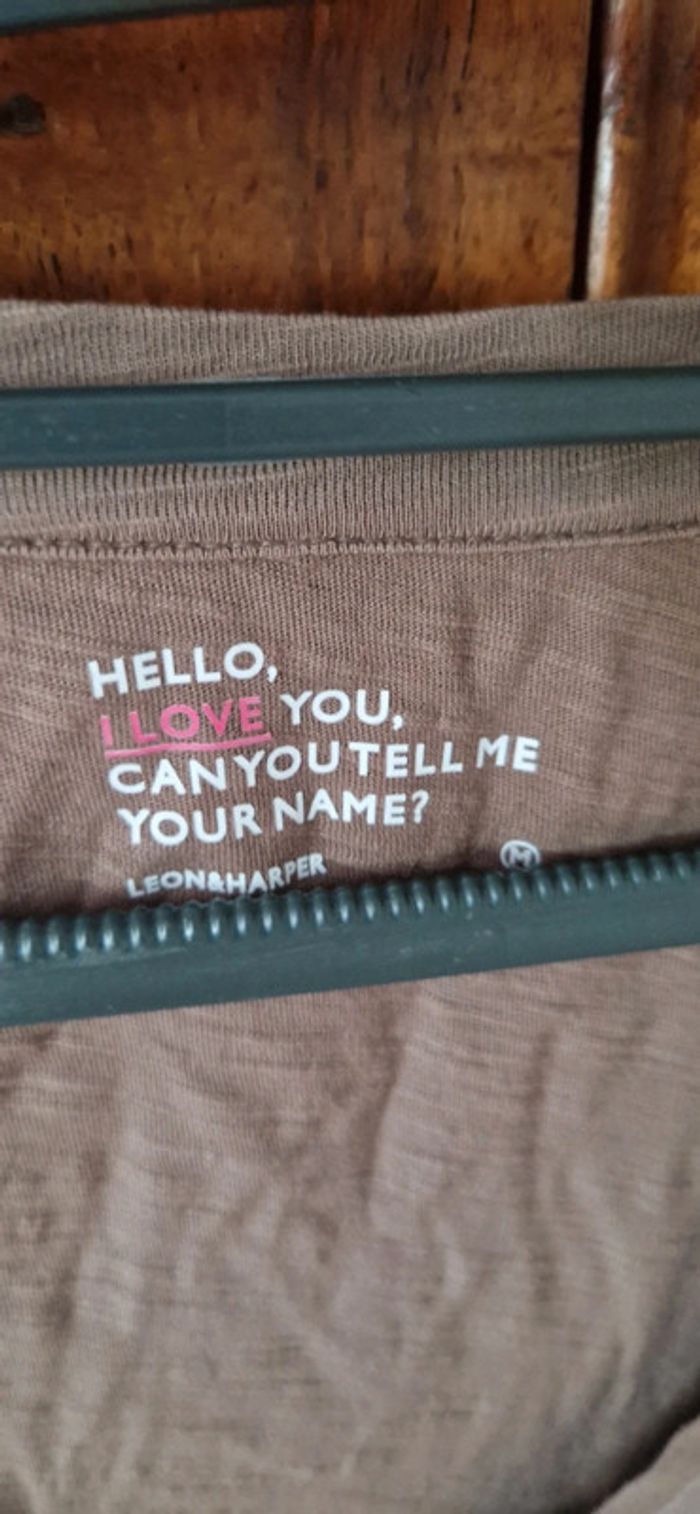 HELLO,
I LOVE YOU,
CAN YOU TELL ME
YOUR NAME?
LEON&HARPER
M